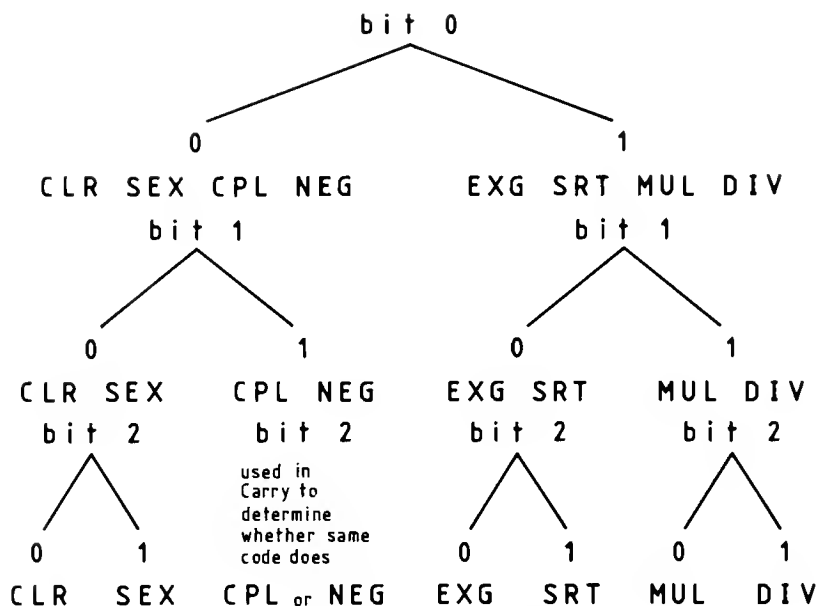 bit 0
0 1
CLR SEX CPL NEG EXG SRT MUL DIV
bit 1 bit 1
0 1 0 1
CLR SEX CPL NEG EXG SRT MUL DIV
bit 2 bit 2 bit 2 bit 2
used in
Carry to
determine
whether same
code does
0 1 0 1 0 1
CLR SEX CPL or NEG EXG SRT MUL DIV